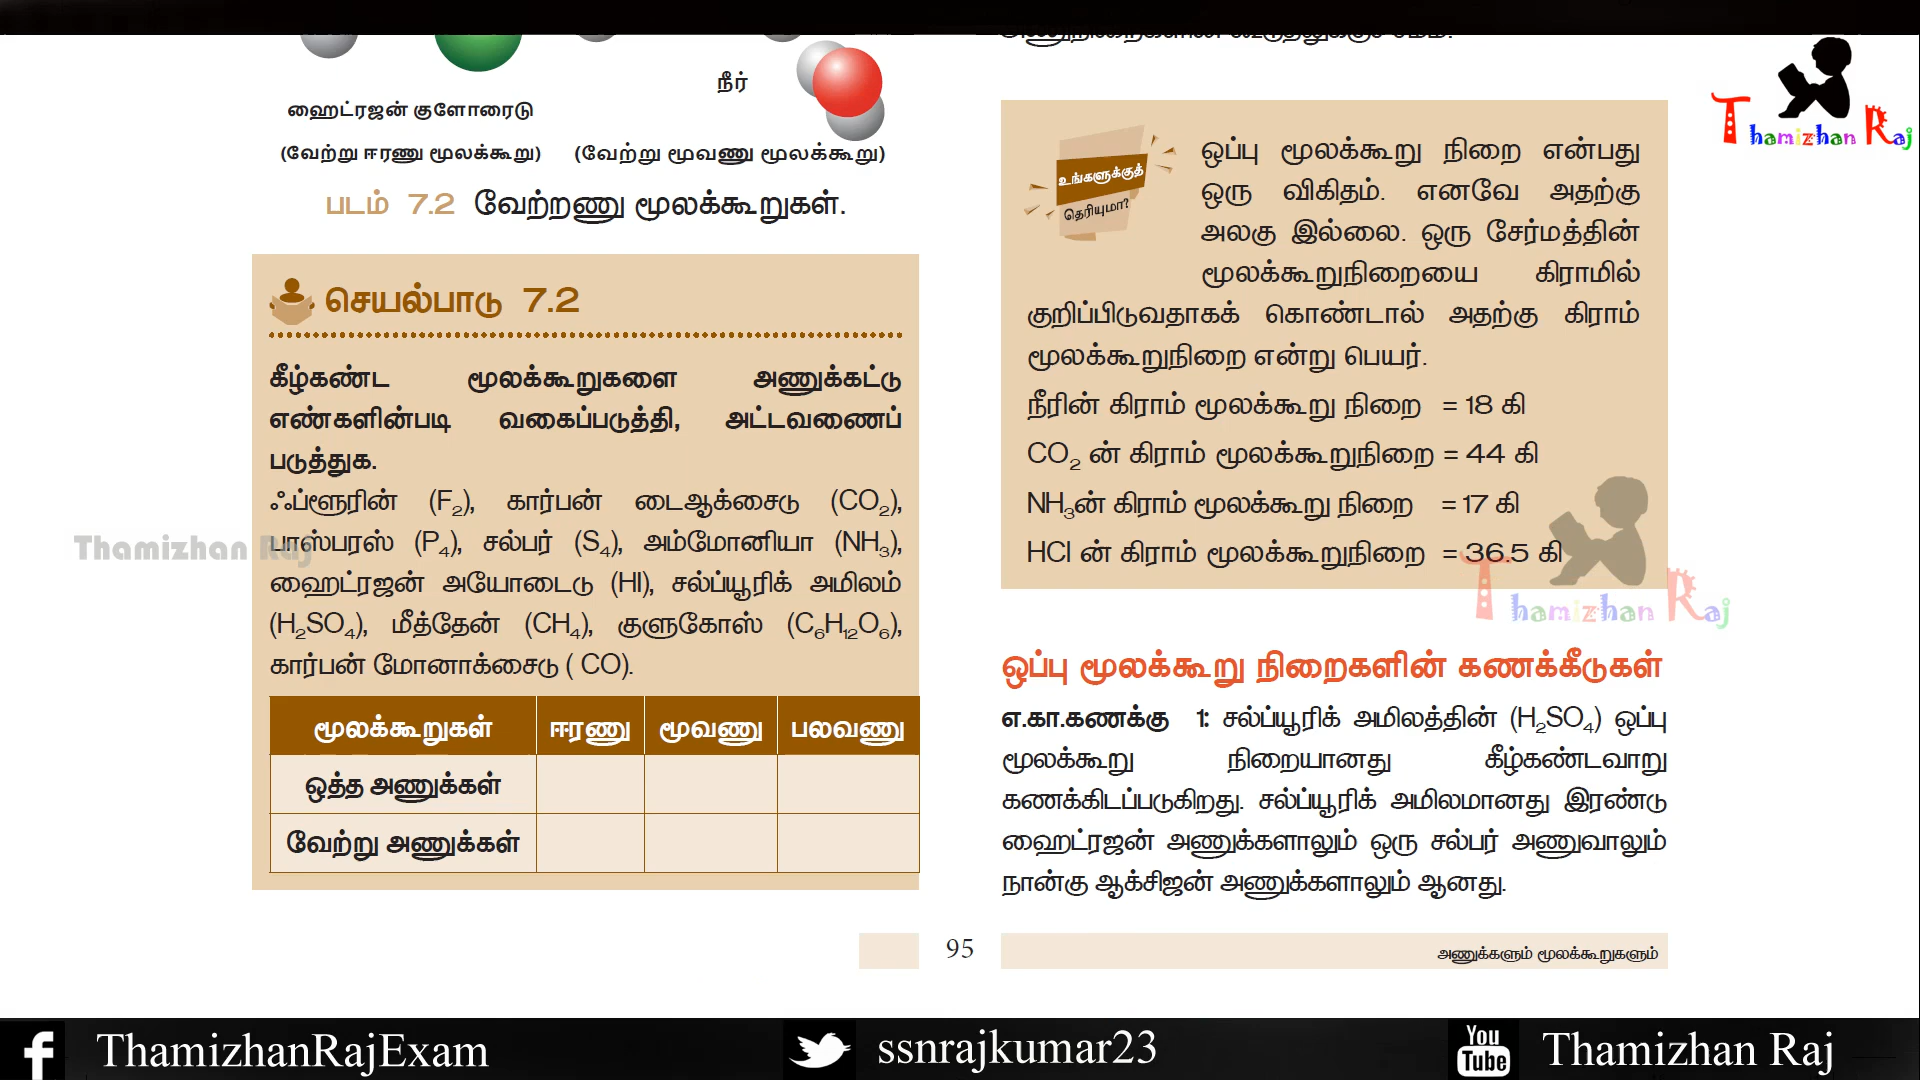 நீர்
ஹைட்ரஜன் குளோரைடு
(வேற்று ஈரணு மூலக்கூறு)
(வேற்று மூவணு மூலக்கூறு)
படம் 7.2 வேற்றணு மூலக்கூறுகள்.
செயல்பாடு 7.2
கீழ்கண்ட மூலக்கூறுகளை அணுக்கட்டு
எண்களின்படி வகைப்படுத்தி, அட்டவணைப்
படுத்துக.
ஃப்ளூரின் (F₂), கார்பன் டைஆக்சைடு (CO₂),
பாஸ்பரஸ் (P₄), சல்பர் (S₄), அம்மோனியா (NH₃),
ஹைட்ரஜன் அயோடைடு (HI), சல்ப்யூரிக் அமிலம்
(H₂SO₄), மீத்தேன் (CH₄), குளுகோஸ் (C₆H₁₂O₆),
கார்பன் மோனாக்சைடு ( CO).
மூலக்கூறுகள் ஈரணு மூவணு பலவணு
ஒத்த அணுக்கள்
வேற்று அணுக்கள்
உங்களுக்குத்
தெரியுமா?
ஒப்பு மூலக்கூறு நிறை என்பது
ஒரு விகிதம். எனவே அதற்கு
அலகு இல்லை. ஒரு சேர்மத்தின்
மூலக்கூறுநிறையை கிராமில்
குறிப்பிடுவதாகக் கொண்டால் அதற்கு கிராம்
மூலக்கூறுநிறை என்று பெயர்.
நீரின் கிராம் மூலக்கூறு நிறை = 18 கி
CO₂ ன் கிராம் மூலக்கூறுநிறை = 44 கி
NH₃ன் கிராம் மூலக்கூறு நிறை = 17 கி
HCl ன் கிராம் மூலக்கூறுநிறை = 36.5 கி
ஒப்பு மூலக்கூறு நிறைகளின் கணக்கீடுகள்
எ.கா.கணக்கு 1: சல்ப்யூரிக் அமிலத்தின் (H₂SO₄) ஒப்பு
மூலக்கூறு நிறையானது கீழ்கண்டவாறு
கணக்கிடப்படுகிறது. சல்ப்யூரிக் அமிலமானது இரண்டு
ஹைட்ரஜன் அணுக்களாலும் ஒரு சல்பர் அணுவாலும்
நான்கு ஆக்சிஜன் அணுக்களாலும் ஆனது.
95
அணுக்களும் மூலக்கூறுகளும்
Thamizhan Raj
Thamizhan Raj
Thamizhan Raj
ThamizhanRajExam
ssnrajkumar23
You
Tube
Thamizhan Raj